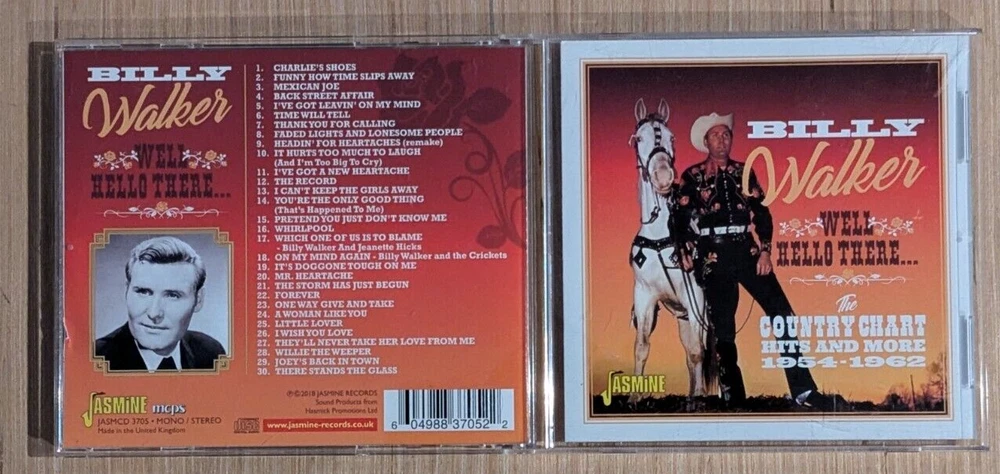 BILLY
Walker
WELL
HELLO THERE...
1. CHARLIE'S SHOES
2. FUNNY HOW TIME SLIPS AWAY
3. MEXICAN JOE
4. BACK STREET AFFAIR
5. I'VE GOT LEAVIN' ON MY MIND
6. TIME WILL TELL
7. THANK YOU FOR CALLING
8. FADED LIGHTS AND LONESOME PEOPLE
9. HEADIN' FOR HEARTACHES (remake)
10. IT HURTS TOO MUCH TO LAUGH
(And I'm Too Big To Cry)
11. I'VE GOT A NEW HEARTACHE
12. THE RECORD
13. I CAN'T KEEP THE GIRLS AWAY
14. YOU'RE THE ONLY GOOD THING
(That's Happened To Me)
15. PRETEND YOU JUST DON'T KNOW ME
16. WHIRLPOOL
17. WHICH ONE OF US IS TO BLAME
- Billy Walker And Jeanette Hicks
18. ON MY MIND AGAIN - Billy Walker and the Crickets
19. IT'S DOGGONE TOUGH ON ME
20. MR. HEARTACHE
21. THE STORM HAS JUST BEGUN
22. FOREVER
23. ONE WAY GIVE AND TAKE
24. A WOMAN LIKE YOU
25. LITTLE LOVER
26. I WISH YOU LOVE
27. THEY'LL NEVER TAKE HER LOVE FROM ME
28. WILLIE THE WEEPER
29. JOEY'S BACK IN TOWN
30. THERE STANDS THE GLASS
JASMINE mcps
JASMCD 3705 • MONO / STEREO
Made in the United Kingdom
℗©2018 JASMINE RECORDS
Sound Products from
Hasmick Promotions Ltd
www.jasmine-records.co.uk
6 04988 37052 2
BILLY
Walker
WELL
HELLO THERE...
The
COUNTRY CHART
HITS AND MORE
1954-1962
JASMINE